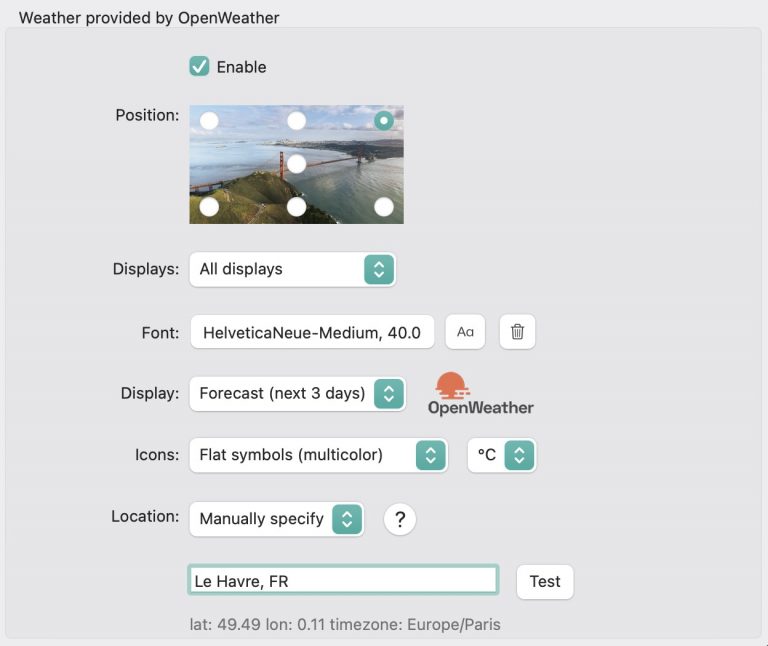 Weather provided by OpenWeather
Enable
Position:
Displays: All displays
Font: HelveticaNeue-Medium, 40.0 Aa
Display: Forecast (next 3 days) OpenWeather
Icons: Flat symbols (multicolor) °C
Location: Manually specify ?
Le Havre, FR Test
lat: 49.49 lon: 0.11 timezone: Europe/Paris